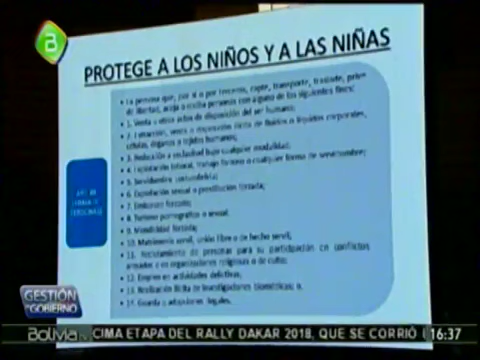 PROTEGE A LOS NIÑOS Y A LAS NIÑAS
La persona que, por sí o por terceros, capte, transporte, traslade, prive
de libertad, acoja o reciba personas con alguno de los siguientes fines:
1. Venta u otros actos de disposición del ser humano;
2. Extracción, venta o disposición ilícita de fluidos o líquidos corporales,
células, órganos o tejidos humanos;
3. Reducción a esclavitud bajo cualquier modalidad;
4. Explotación laboral, trabajo forzoso o cualquier forma de servidumbre;
5. Servidumbre costumbrista;
6. Explotación sexual o prostitución forzada;
7. Embarazo forzado;
8. Turismo pornográfico o sexual
9. Mendicidad forzada;
10. Matrimonio servil, unión libre o de hecho servil;
11. Reclutamiento de personas para su participación en conflictos
armados o en organizaciones religiosas o de culto;
12. Empleo en actividades delictivas;
13. Realización ilícita de investigaciones biomédicas; o,
14. Guarda o adopciones ilegales.
GESTIÓN
GOBIERNO
Bolivia tv CIMA ETAPA DEL RALLY DAKAR 2018, QUE SE CORRIÓ 16:37